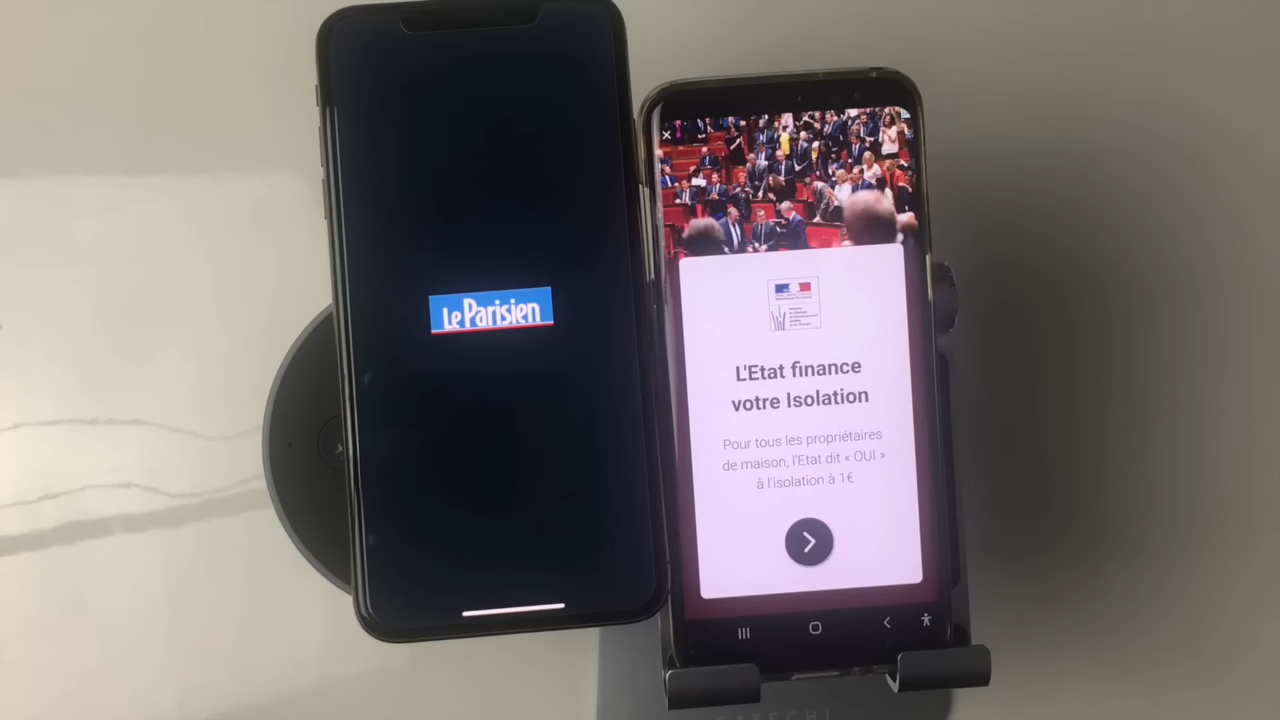 Le Parisien
L'Etat finance
votre Isolation
Pour tous les propriétaires
de maison, l'Etat dit « OUI »
à l'isolation à 1€